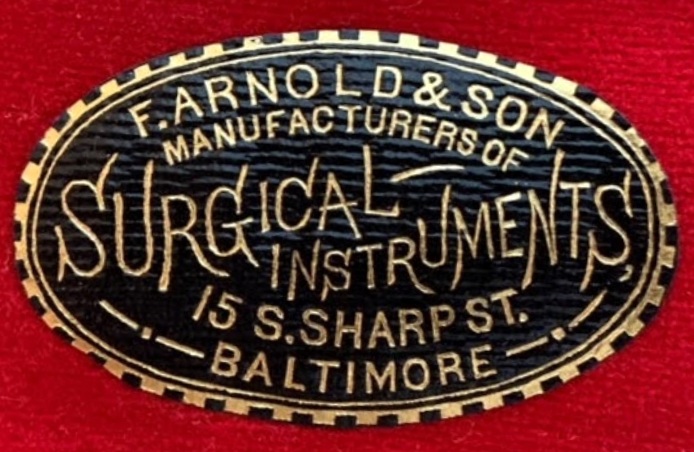 F. ARNOLD & SON
MANUFACTURERS OF
SURGICAL
INSTRUMENTS,
15 S. SHARP ST.
BALTIMORE